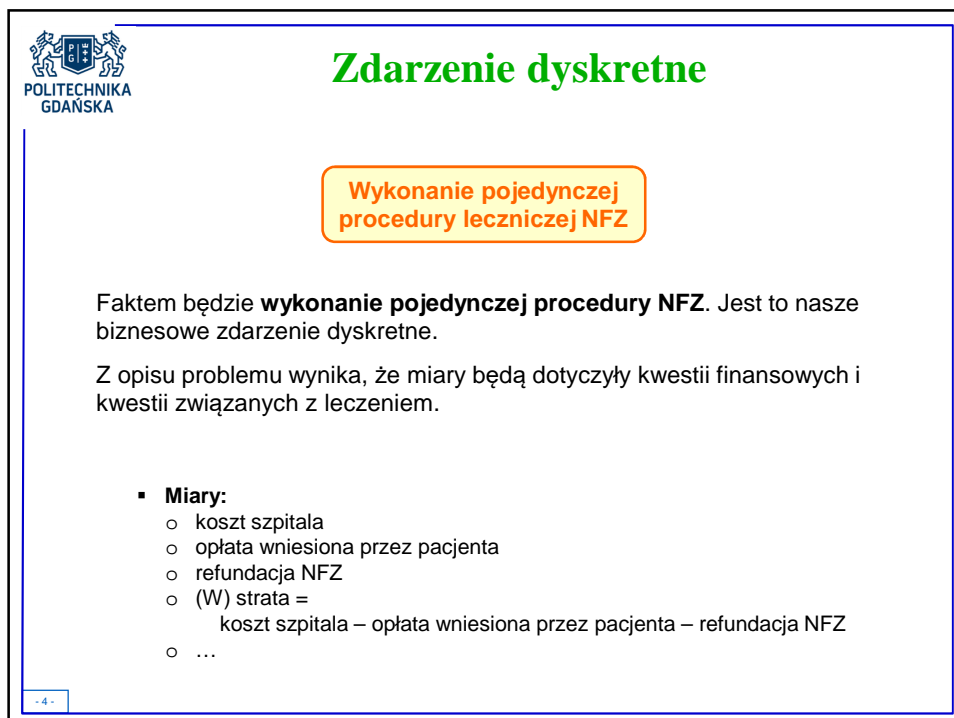 P G
POLITECHNIKA
GDAŃSKA
Zdarzenie dyskretne
Wykonanie pojedynczej
procedury leczniczej NFZ
Faktem będzie wykonanie pojedynczej procedury NFZ. Jest to nasze
biznesowe zdarzenie dyskretne.
Z opisu problemu wynika, że miary będą dotyczyły kwestii finansowych i
kwestii związanych z leczeniem.
▪ Miary:
o koszt szpitala
o opłata wniesiona przez pacjenta
o refundacja NFZ
o (W) strata =
koszt szpitala – opłata wniesiona przez pacjenta – refundacja NFZ
o …
- 4 -